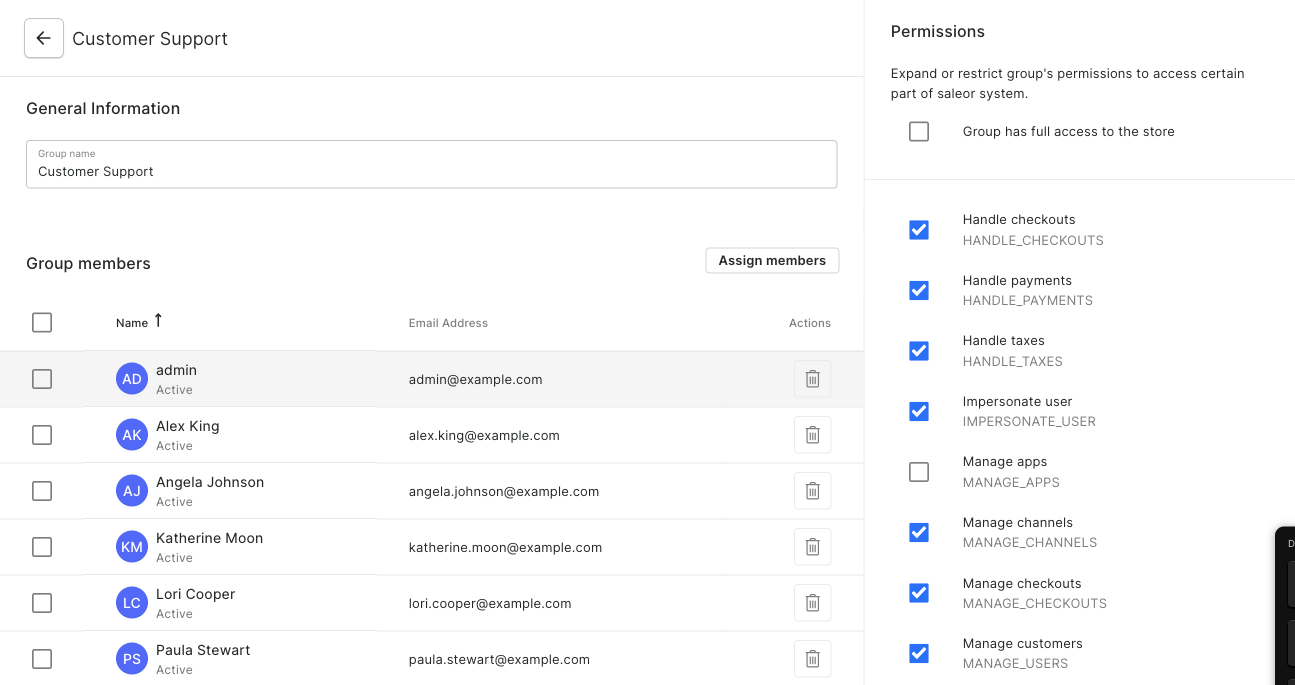 Customer Support
General Information
Group name
Customer Support
Group members
Assign members
Name Email Address Actions
AD admin admin@example.com
Active
AK Alex King alex.king@example.com
Active
AJ Angela Johnson angela.johnson@example.com
Active
KM Katherine Moon katherine.moon@example.com
Active
LC Lori Cooper lori.cooper@example.com
Active
PS Paula Stewart paula.stewart@example.com
Active
Permissions
Expand or restrict group's permissions to access certain
part of saleor system.
Group has full access to the store
Handle checkouts
HANDLE_CHECKOUTS
Handle payments
HANDLE_PAYMENTS
Handle taxes
HANDLE_TAXES
Impersonate user
IMPERSONATE_USER
Manage apps
MANAGE_APPS
Manage channels
MANAGE_CHANNELS
Manage checkouts
MANAGE_CHECKOUTS
Manage customers
MANAGE_USERS